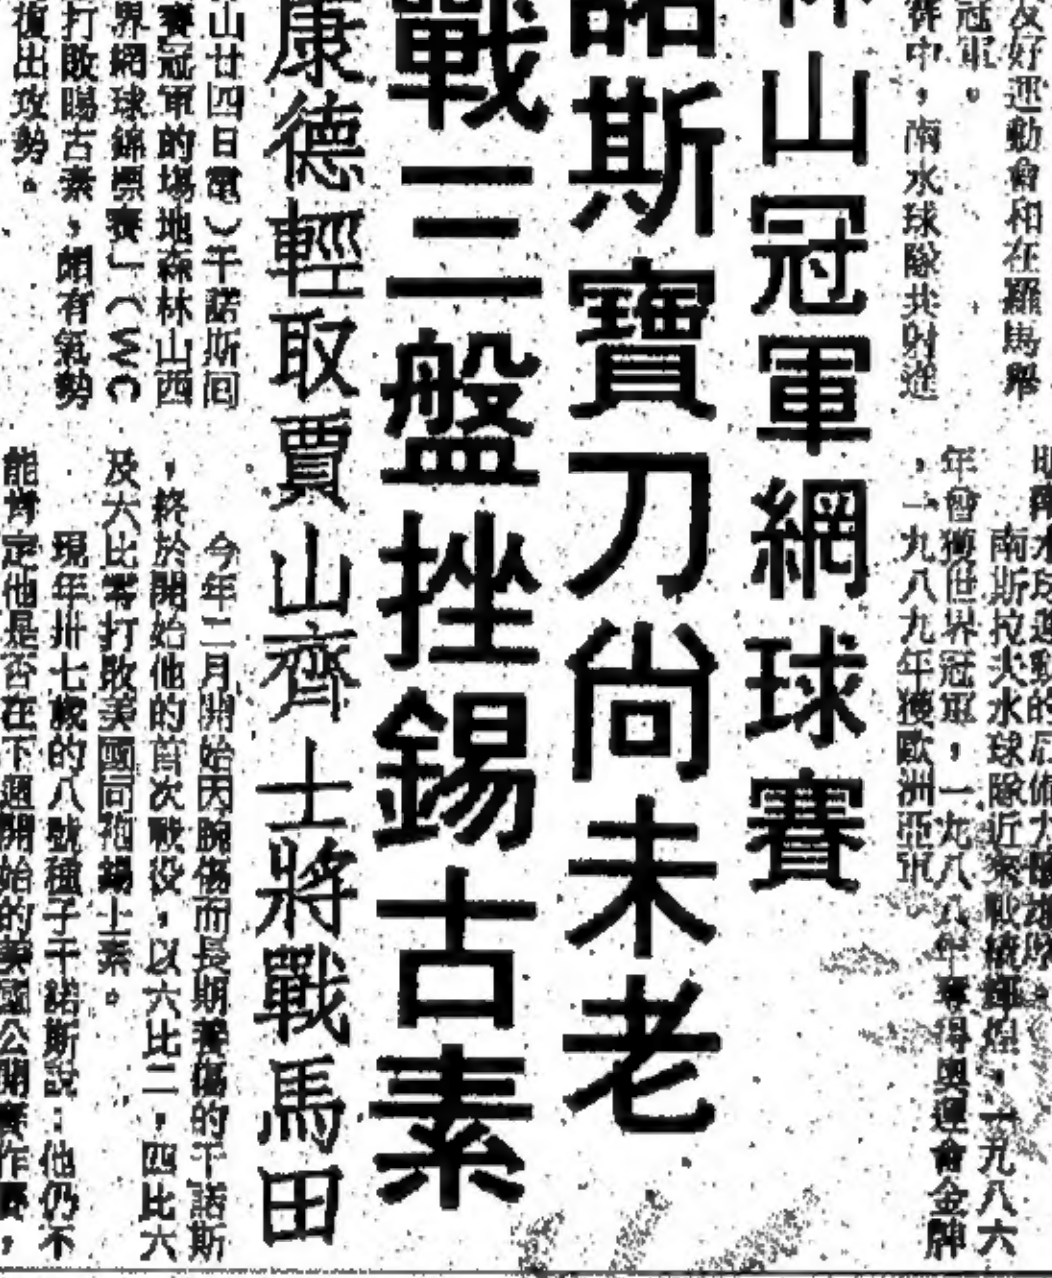 及好運動會和在羅馬舉
冠軍。
賽中，南水球隊共射進
南斯拉夫水球隊近來戰績輝煌，一九八六
年曾獲世界冠軍，一九八八年奪得奧運會金牌
，一九八九年獲歐洲亞軍
林山冠軍網球賽
諾斯寶刀尚未老
戰三盤挫錫古素
康德輕取賈山齊士將戰馬田
山廿四日電）干諾斯回
賽冠軍的場地森林山西
界網球錦標賽」（WC
打敗賜古素，頗有氣勢
復出攻勢。
今年二月開始因腕傷而長期養傷的干諾斯
，終於開始他的首次戰役，以六比二，四比六
及六比零打敗美國同袍錫士素。
現年卅七歲的八號種子干諾斯說：他仍不
能肯定他是否在下週開始的美國公開賽作賽，